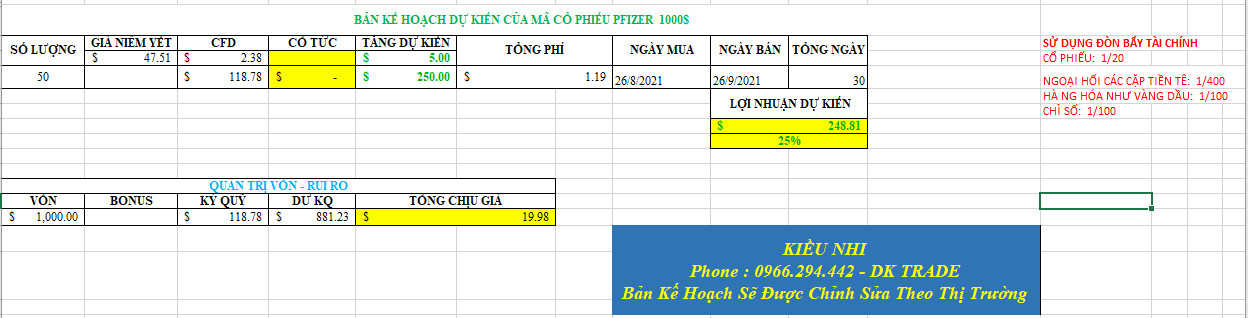 BẢN KẾ HOẠCH DỰ KIẾN CỦA MÃ CỔ PHIẾU PFIZER 1000$
SỐ LƯỢNG GIÁ NIÊM YẾT CFD CỔ TỨC TĂNG DỰ KIẾN TỔNG PHÍ NGÀY MUA NGÀY BÁN TỔNG NGÀY
$ 47.51 $ 2.38 $ 5.00
50 $ 118.78 $ - $ 250.00 $ 1.19 26/8/2021 26/9/2021 30
LỢI NHUẬN DỰ KIẾN
$ 248.81
25%
SỬ DỤNG ĐÒN BẨY TÀI CHÍNH
CỔ PHIẾU: 1/20
NGOẠI HỐI CÁC CẶP TIỀN TỆ: 1/400
HÀ NG HÓA NHƯ VÀNG DẦU: 1/100
CHỈ SỐ: 1/100
QUẢN TRỊ VỐN - RỦI RO
VỐN BONUS KÝ QUỸ DƯ KQ TỔNG CHỊU GIÁ
$ 1,000.00 $ 118.78 $ 881.23 $ 19.98
KIỀU NHI
Phone : 0966.294.442 - DK TRADE
Bản Kế Hoạch Sẽ Được Chỉnh Sửa Theo Thị Trường